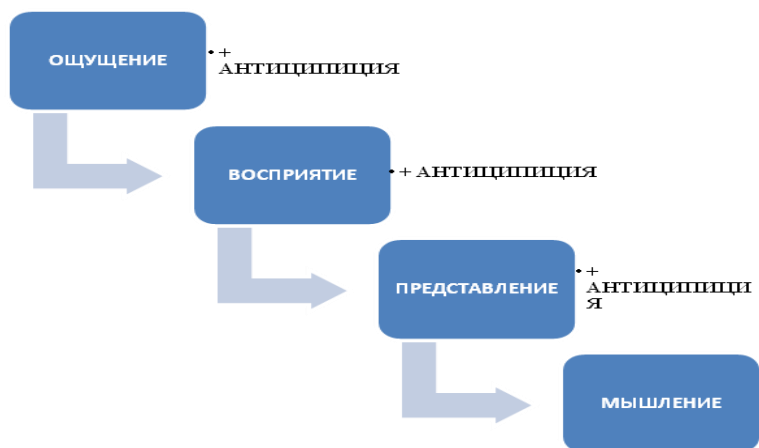 ОЩУЩЕНИЕ
• +
АНТИЦИПИЦИЯ
ВОСПРИЯТИЕ
• + АНТИЦИПИЦИЯ
ПРЕДСТАВЛЕНИЕ
• +
АНТИЦИПИЦИ
Я
МЫШЛЕНИЕ